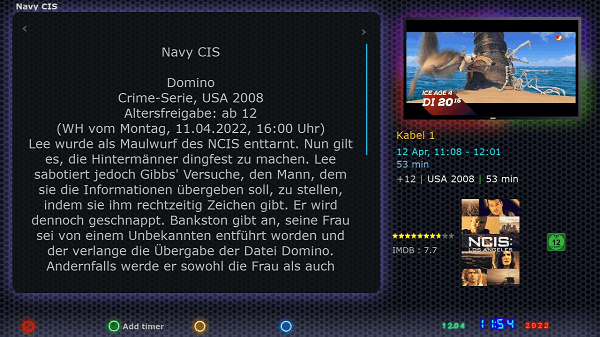 Navy CIS
Navy CIS
Domino
Crime-Serie, USA 2008
Altersfreigabe: ab 12
(WH vom Montag, 11.04.2022, 16:00 Uhr)
Lee wurde als Maulwurf des NCIS enttarnt. Nun gilt
es, die Hintermänner dingfest zu machen. Lee
sabotiert jedoch Gibbs' Versuche, den Mann, dem
sie die Informationen übergeben soll, zu stellen,
indem sie ihm rechtzeitig Zeichen gibt. Er wird
dennoch geschnappt. Bankston gibt an, seine Frau
sei von einem Unbekannten entführt worden und
der verlange die Übergabe der Datei Domino.
Andernfalls werde er sowohl die Frau als auch
ICE AGE 4
DI 20 15
Kabel 1
12 Apr, 11:08 - 12:01
53 min
+12 | USA 2008 | 53 min
IMDB : 7.7
NCIS:
LOS ANGELES
12
Add timer
12.04
11:54
2022